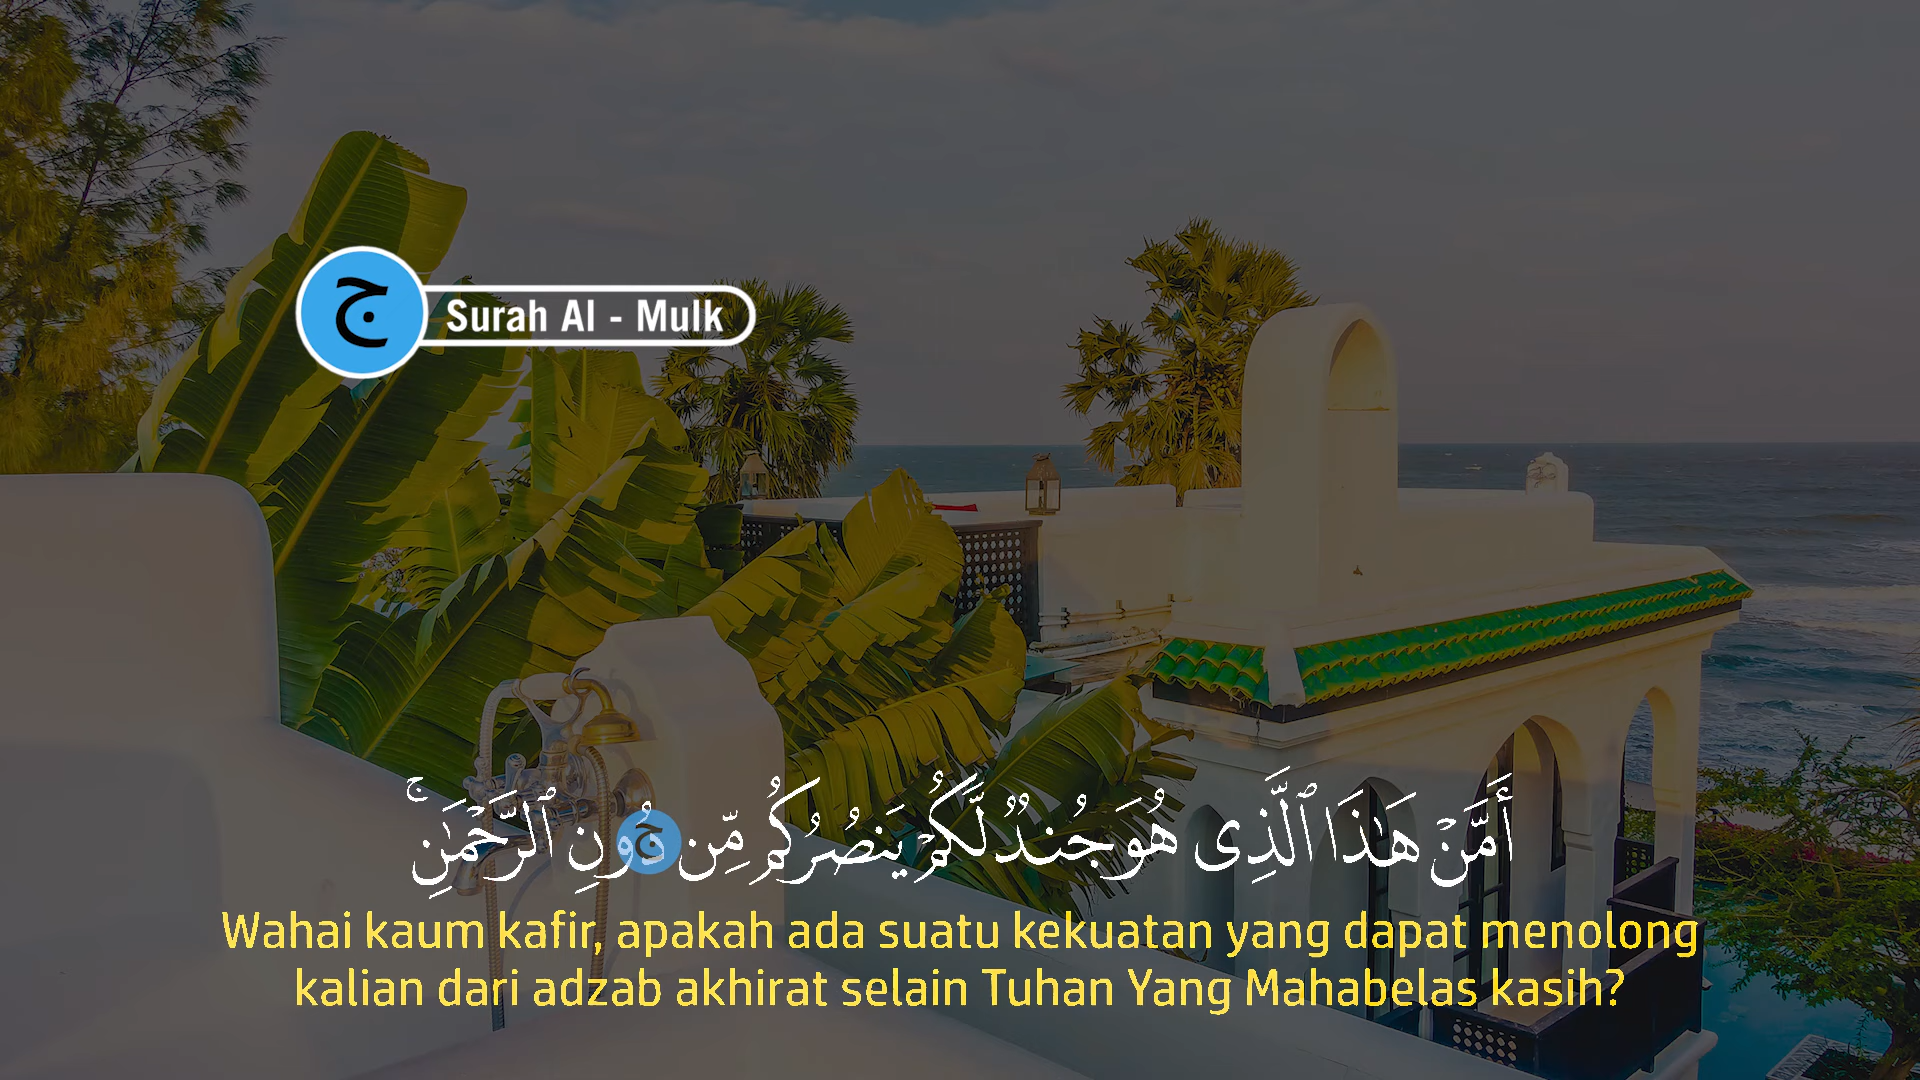 ج
Surah Al - Mulk
أَمَّنۡ هَـٰذَا ٱلَّذِى هُوَ جُندٌ لَّكُمۡ يَنصُرُكُم مِّن دُونِ ٱلرَّحۡمَـٰنِۚ
ج
Wahai kaum kafir, apakah ada suatu kekuatan yang dapat menolong
kalian dari adzab akhirat selain Tuhan Yang Mahabelas kasih?